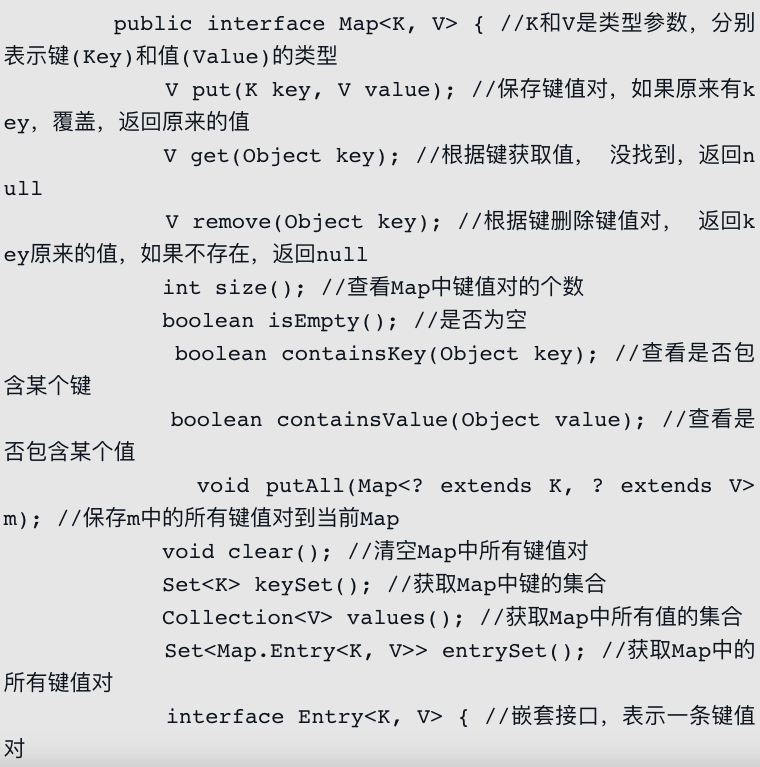 public interface Map<K, V> { //K和V是类型参数，分别
表示键(Key)和值(Value)的类型
V put(K key, V value); //保存键值对，如果原来有k
ey，覆盖，返回原来的值
V get(Object key); //根据键获取值， 没找到，返回n
ull
V remove(Object key); //根据键删除键值对， 返回k
ey原来的值，如果不存在，返回null
int size(); //查看Map中键值对的个数
boolean isEmpty(); //是否为空
boolean containsKey(Object key); //查看是否包
含某个键
boolean containsValue(Object value); //查看是
否包含某个值
void putAll(Map<? extends K, ? extends V>
m); //保存m中的所有键值对到当前Map
void clear(); //清空Map中所有键值对
Set<K> keySet(); //获取Map中键的集合
Collection<V> values(); //获取Map中所有值的集合
Set<Map.Entry<K, V>> entrySet(); //获取Map中的
所有键值对
interface Entry<K, V> { //嵌套接口，表示一条键值
对